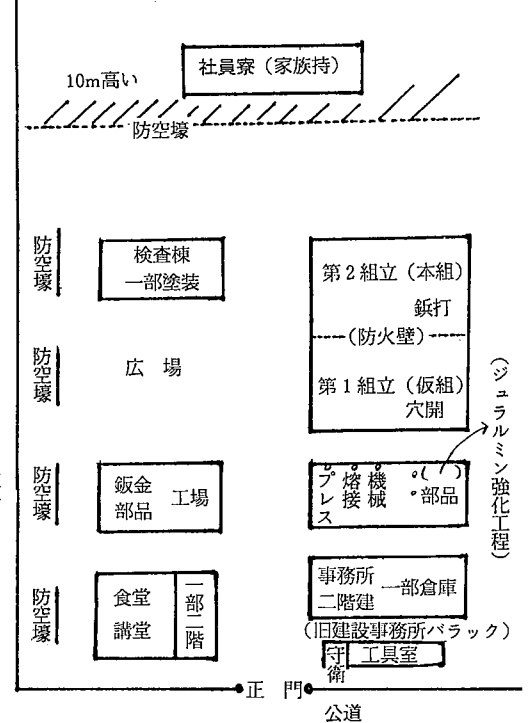 社員寮（家族持）
10m高い
防空壕
防空壕
検査棟
一部塗装
第2組立（本組）
鋲打
（防火壁）
防空壕
広場
第1組立（仮組）
穴開
（ジュラルミン強化工程）
防空壕
鈑金
部品
工場
プレス
熔接
機械
（　）
部品
防空壕
食堂
講堂
一部二階
事務所
二階建
一部倉庫
（旧建設事務所バラック）
守衛
工具室
正門
公道